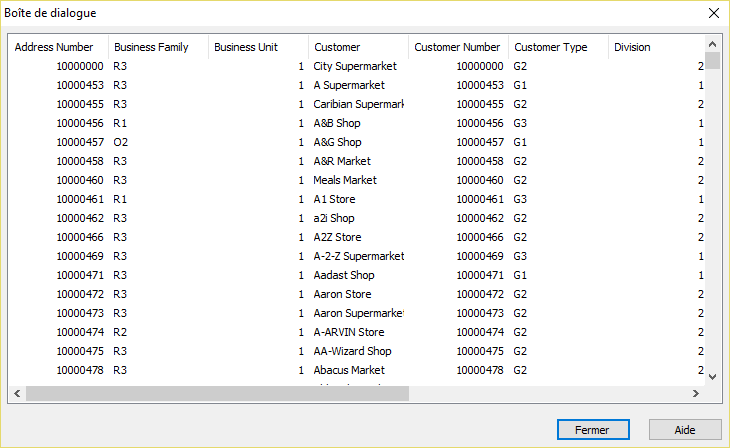 Boîte de dialogue
Address Number Business Family Business Unit Customer Customer Number Customer Type Division
10000000 R3 1 City Supermarket 10000000 G2 2
10000453 R3 1 A Supermarket 10000453 G1 1
10000455 R3 1 Caribian Supermark 10000455 G2 2
10000456 R1 1 A&B Shop 10000456 G3 1
10000457 O2 1 A&G Shop 10000457 G1 1
10000458 R3 1 A&R Market 10000458 G2 2
10000460 R3 1 Meals Market 10000460 G2 2
10000461 R1 1 A1 Store 10000461 G3 1
10000462 R3 1 a2i Shop 10000462 G2 2
10000466 R3 1 A2Z Store 10000466 G2 2
10000469 R3 1 A-2-Z Supermarket 10000469 G3 1
10000471 R3 1 Aadast Shop 10000471 G1 1
10000472 R3 1 Aaron Store 10000472 G2 2
10000473 R3 1 Aaron Supermarket 10000473 G2 2
10000474 R2 1 A-ARVIN Store 10000474 G2 2
10000475 R3 1 AA-Wizard Shop 10000475 G2 2
10000478 R3 1 Abacus Market 10000478 G2 2
Fermer Aide